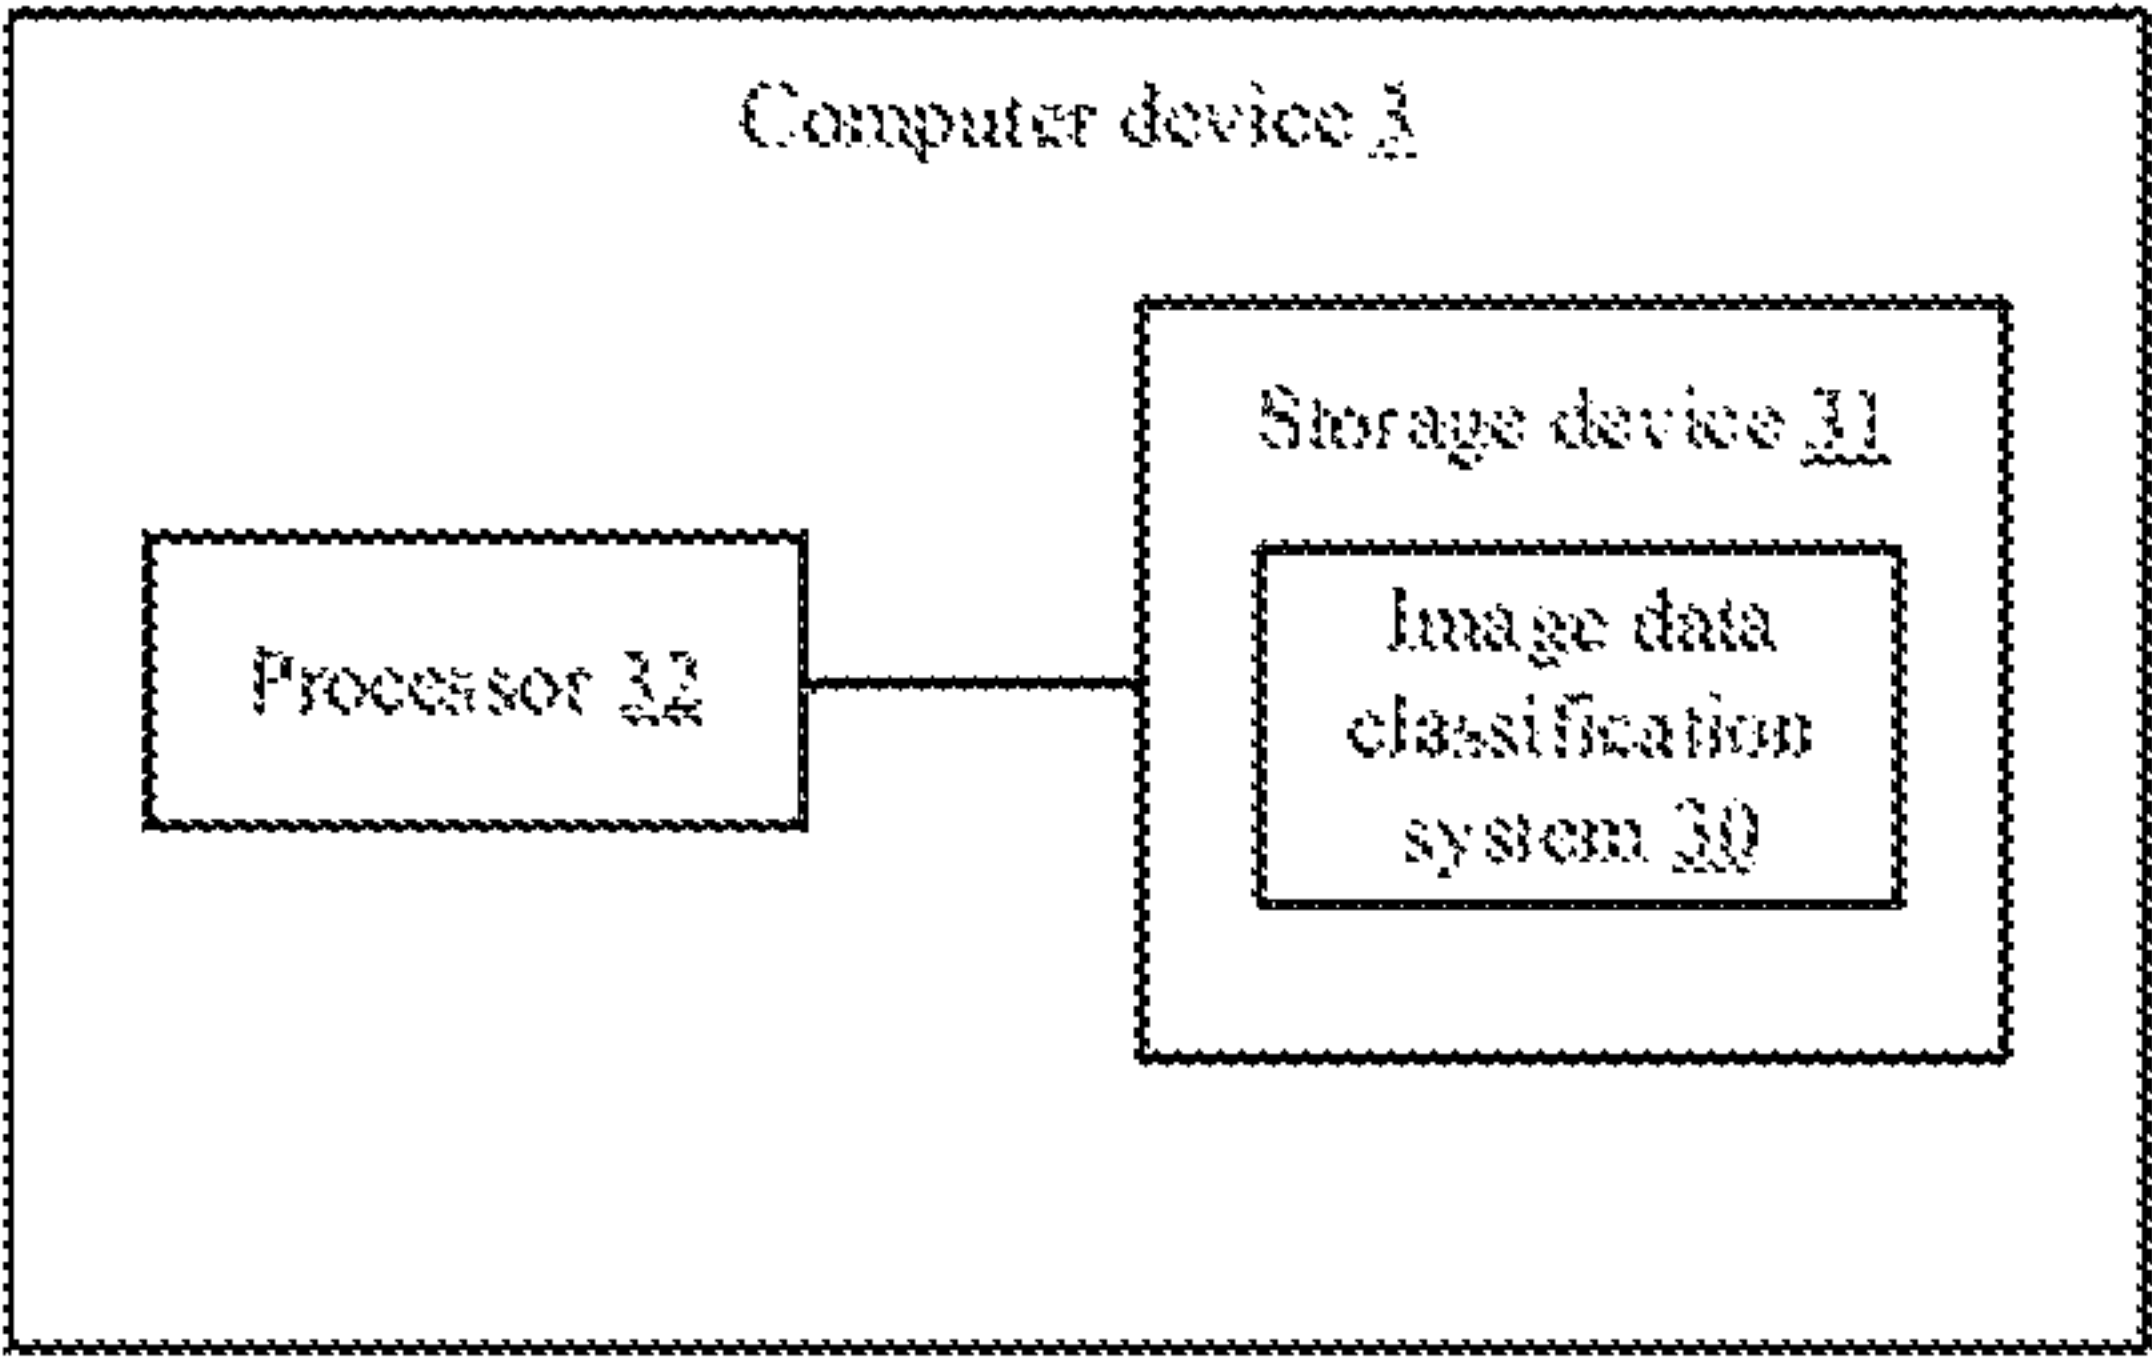 Computer device 3
Storage device 31
Processor 32
Image data
classification
system 30